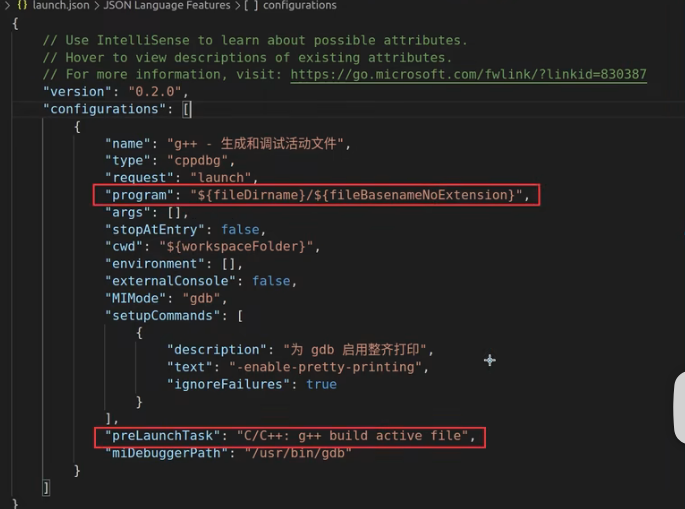 launch.json > JSON Language Features > [ ] configurations
{
// Use IntelliSense to learn about possible attributes.
// Hover to view descriptions of existing attributes.
// For more information, visit: https://go.microsoft.com/fwlink/?linkid=830387
"version": "0.2.0",
"configurations": [
{
"name": "g++ - 生成和调试活动文件",
"type": "cppdbg",
"request": "launch",
"program": "${fileDirname}/${fileBasenameNoExtension}",
"args": [],
"stopAtEntry": false,
"cwd": "${workspaceFolder}",
"environment": [],
"externalConsole": false,
"MIMode": "gdb",
"setupCommands": [
{
"description": "为 gdb 启用整齐打印",
"text": "-enable-pretty-printing",
"ignoreFailures": true
}
],
"preLaunchTask": "C/C++: g++ build active file",
"miDebuggerPath": "/usr/bin/gdb"
}
]
}